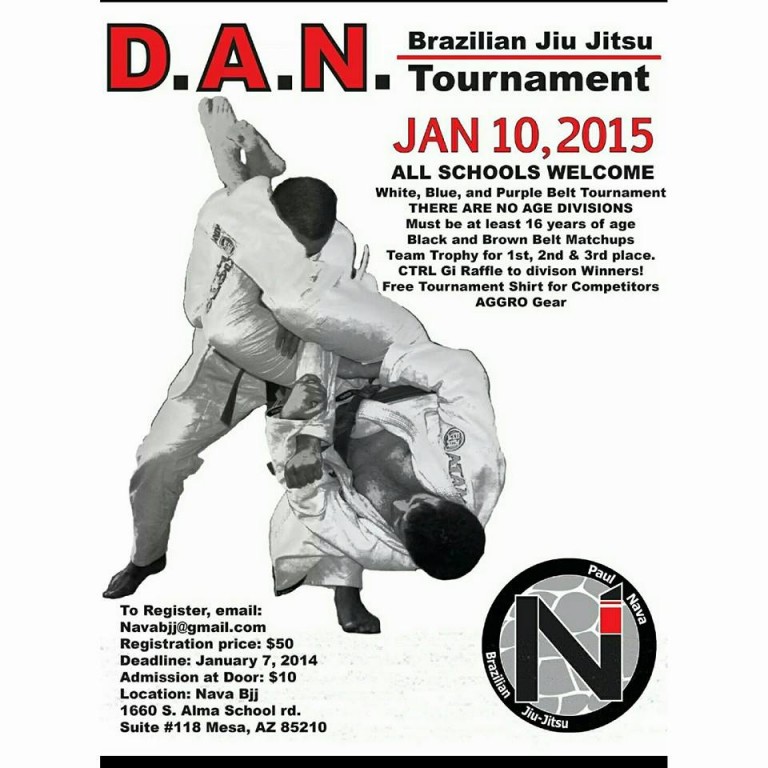 D.A.N.
Brazilian Jiu Jitsu
Tournament
JAN 10, 2015
ALL SCHOOLS WELCOME
White, Blue, and Purple Belt Tournament
THERE ARE NO AGE DIVISIONS
Must be at least 16 years of age
Black and Brown Belt Matchups
Team Trophy for 1st, 2nd & 3rd place.
CTRL Gi Raffle to divison Winners!
Free Tournament Shirt for Competitors
AGGRO Gear
ATAMA
To Register, email:
Navabjj@gmail.com
Registration price: $50
Deadline: January 7, 2014
Admission at Door: $10
Location: Nava Bjj
1660 S. Alma School rd.
Suite #118 Mesa, AZ 85210
Paul Nava
N
Brazilian Jiu-Jitsu